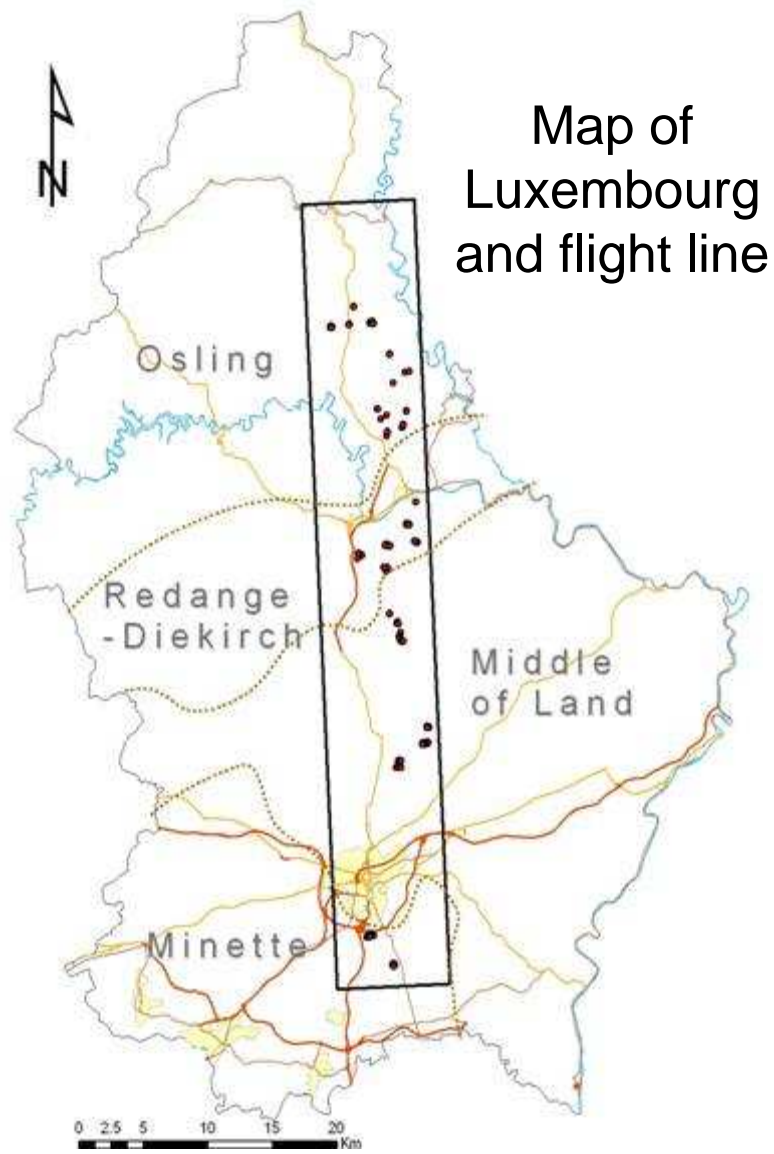 Map of
Luxembourg
and flight line
N
Osling
Redange
-Diekirch
Middle
of Land
Minette
0 2.5 5 10 15 20
Km